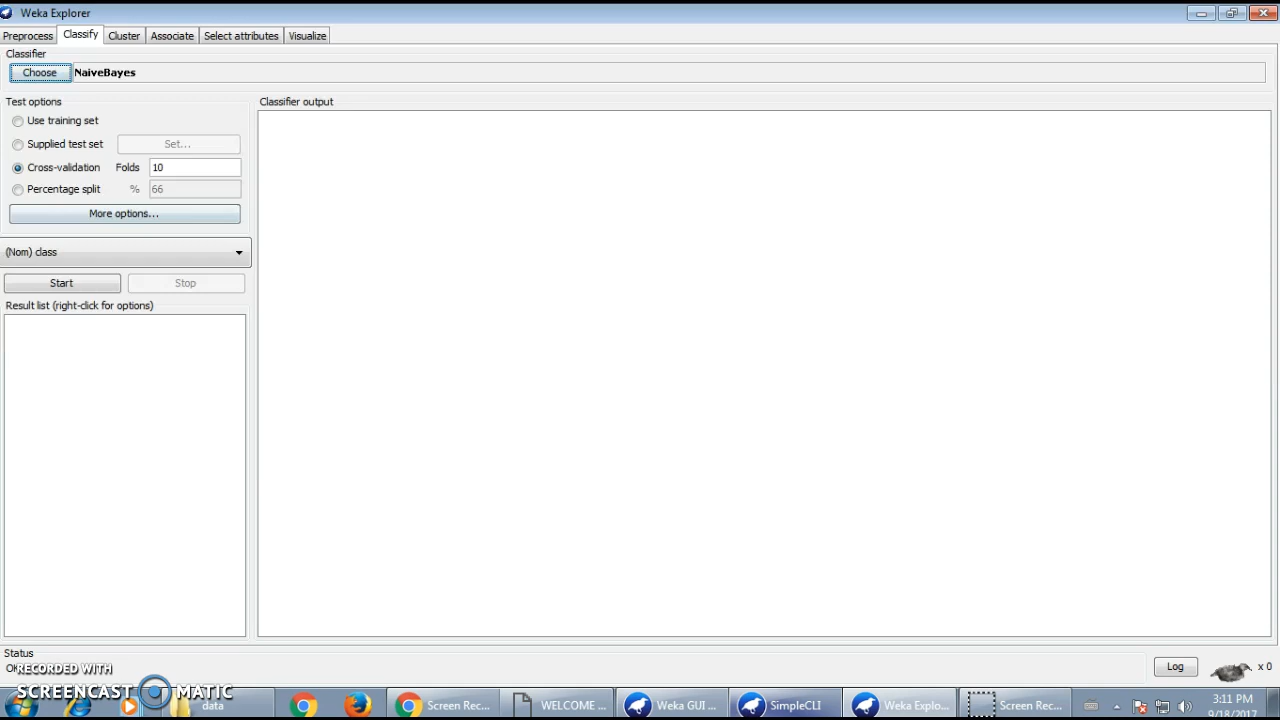 Weka Explorer
Preprocess Classify Cluster Associate Select attributes Visualize
Classifier
Choose NaiveBayes
Test options
Use training set
Supplied test set Set...
Cross-validation Folds 10
Percentage split % 66
More options...
(Nom) class
Start Stop
Result list (right-click for options)
Classifier output
Status
RECORDED WITH
Log x 0
SCREENCAST MATIC
data Screen Rec... WELCOME ... Weka GUI ... SimpleCLI Weka Explo... Screen Rec... 3:11 PM
9/18/2017